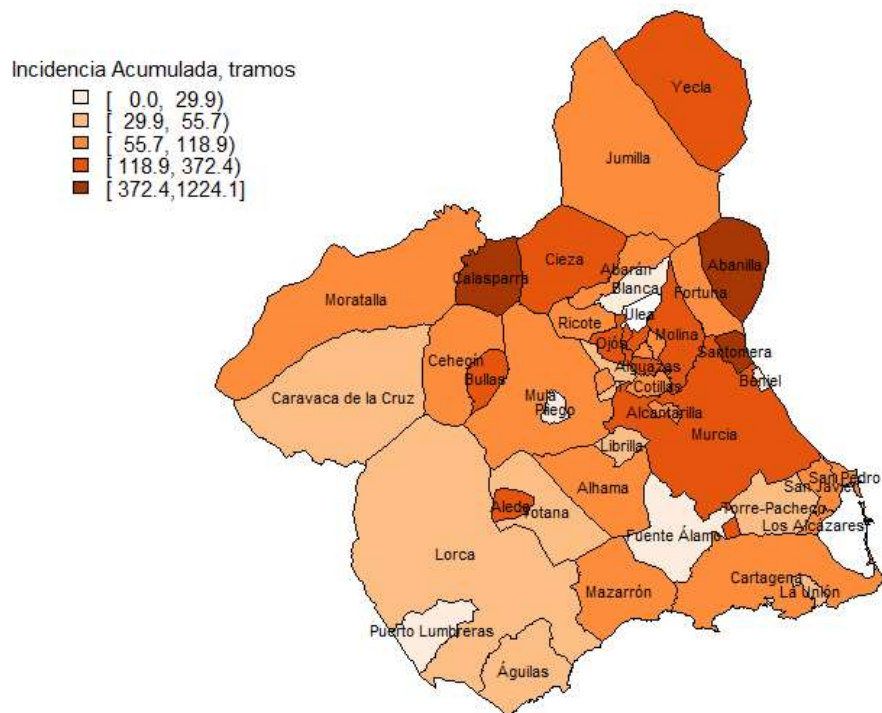 Incidencia Acumulada, tramos
[ 0.0, 29.9)
[ 29.9, 55.7)
[ 55.7, 118.9)
[ 118.9, 372.4)
[ 372.4,1224.1]
Yecla
Jumilla
Cieza
Abarán
Abanilla
Calasparra
Blanca
Moratalla
Fortuna
Ulea
Ricote
Molina
Ojós
Santomera
Cehegín
Alguazas
Bullas
Beniel
T. Cotillas
Caravaca de la Cruz
Mula
Pliego
Alcantarilla
Murcia
Librilla
San Pedro
San Javier
Alhama
Aledo
Totana
Torre-Pacheco
Los Alcázares
Fuente Álamo
Lorca
Cartagena
Mazarrón
La Unión
Puerto Lumbreras
Águilas